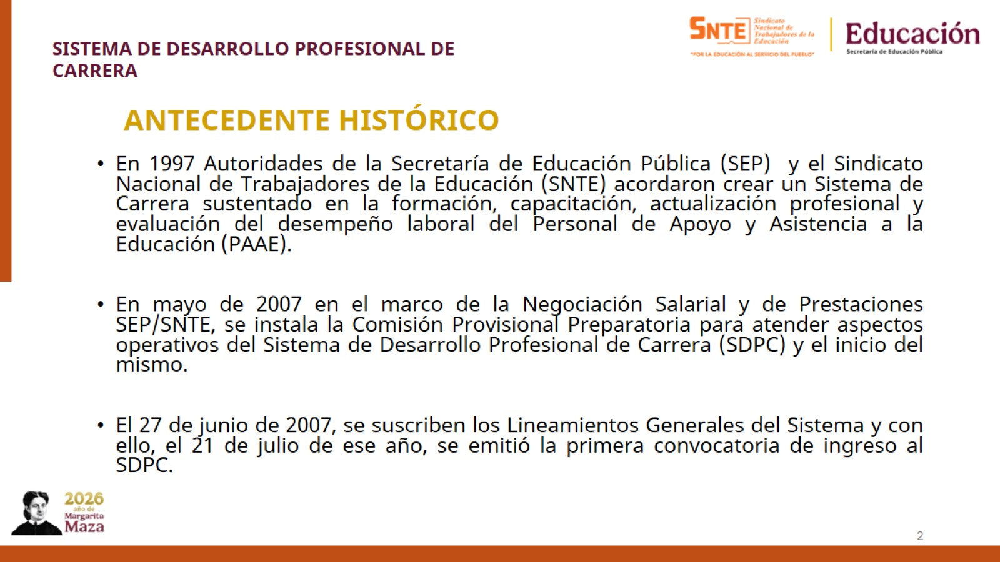 SISTEMA DE DESARROLLO PROFESIONAL DE
CARRERA
SNTE
Sindicato
Nacional de
Trabajadores de la
Educación
"POR LA EDUCACIÓN AL SERVICIO DEL PUEBLO"
Educación
Secretaría de Educación Pública
ANTECEDENTE HISTÓRICO
• En 1997 Autoridades de la Secretaría de Educación Pública (SEP)  y el Sindicato
Nacional de Trabajadores de la Educación (SNTE) acordaron crear un Sistema de
Carrera sustentado en la formación, capacitación, actualización profesional y
evaluación del desempeño laboral del Personal de Apoyo y Asistencia a la
Educación (PAAE).
• En mayo de 2007 en el marco de la Negociación Salarial y de Prestaciones
SEP/SNTE, se instala la Comisión Provisional Preparatoria para atender aspectos
operativos del Sistema de Desarrollo Profesional de Carrera (SDPC) y el inicio del
mismo.
• El 27 de junio de 2007, se suscriben los Lineamientos Generales del Sistema y con
ello, el 21 de julio de ese año, se emitió la primera convocatoria de ingreso al
SDPC.
2026
año de
Margarita
Maza
2